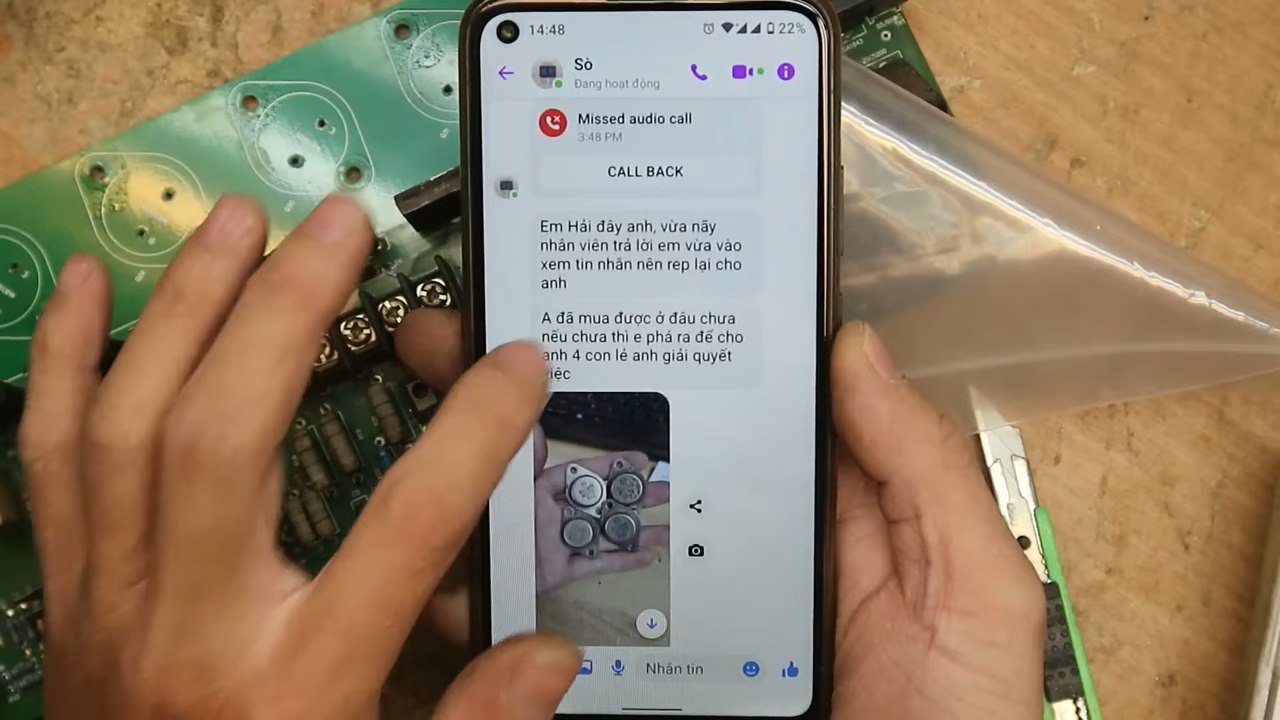 14:48
22%
Sò
Đang hoạt động
Missed audio call
3:48 PM
CALL BACK
Em Hải đây anh, vừa nãy
nhân viên trả lời em vừa vào
xem tin nhắn nên rep lại cho
anh
A đã mua được ở đâu chưa
nếu chưa thì e phá ra để cho
anh 4 con lẻ anh giải quyết
việc
Nhắn tin